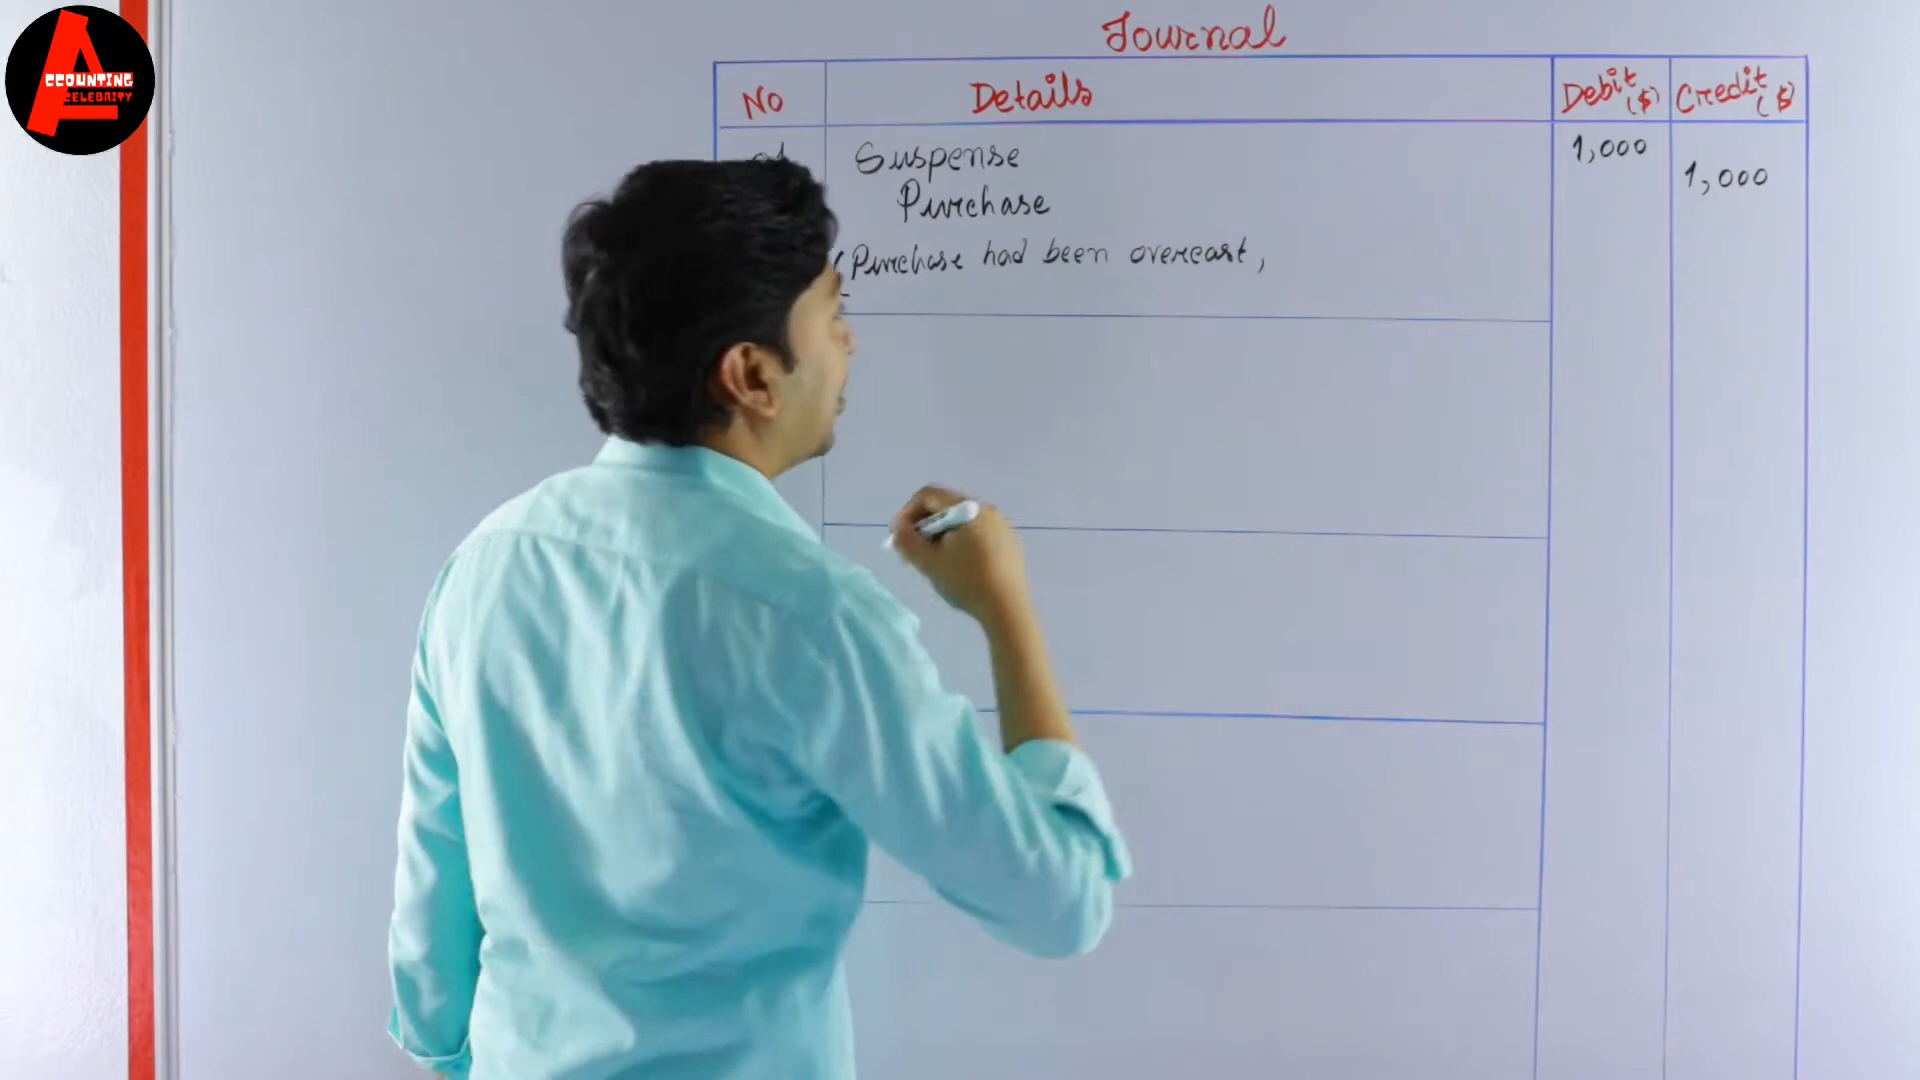 ACCOUNTING
CELEBRITY
Journal
No Details Debit ($) Credit ($)
Suspense 1,000
Purchase 1,000
(Purchase had been overcast,